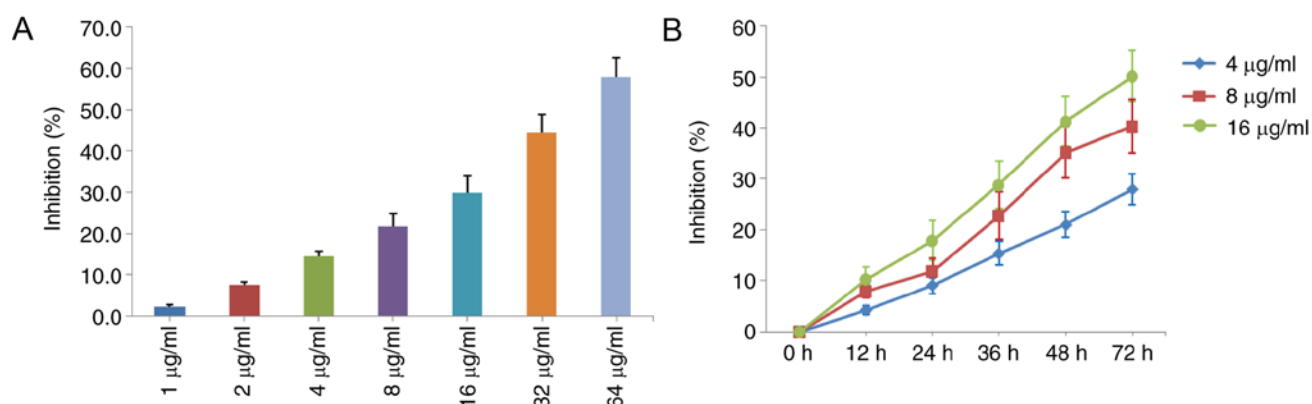 A
Inhibition (%)
70.0
60.0
50.0
40.0
30.0
20.0
10.0
0.0
1 μg/ml
2 μg/ml
4 μg/ml
8 μg/ml
16 μg/ml
32 μg/ml
64 μg/ml
B
Inhibition (%)
60
50
40
30
20
10
0
0 h 12 h 24 h 36 h 48 h 72 h
4 μg/ml
8 μg/ml
16 μg/ml